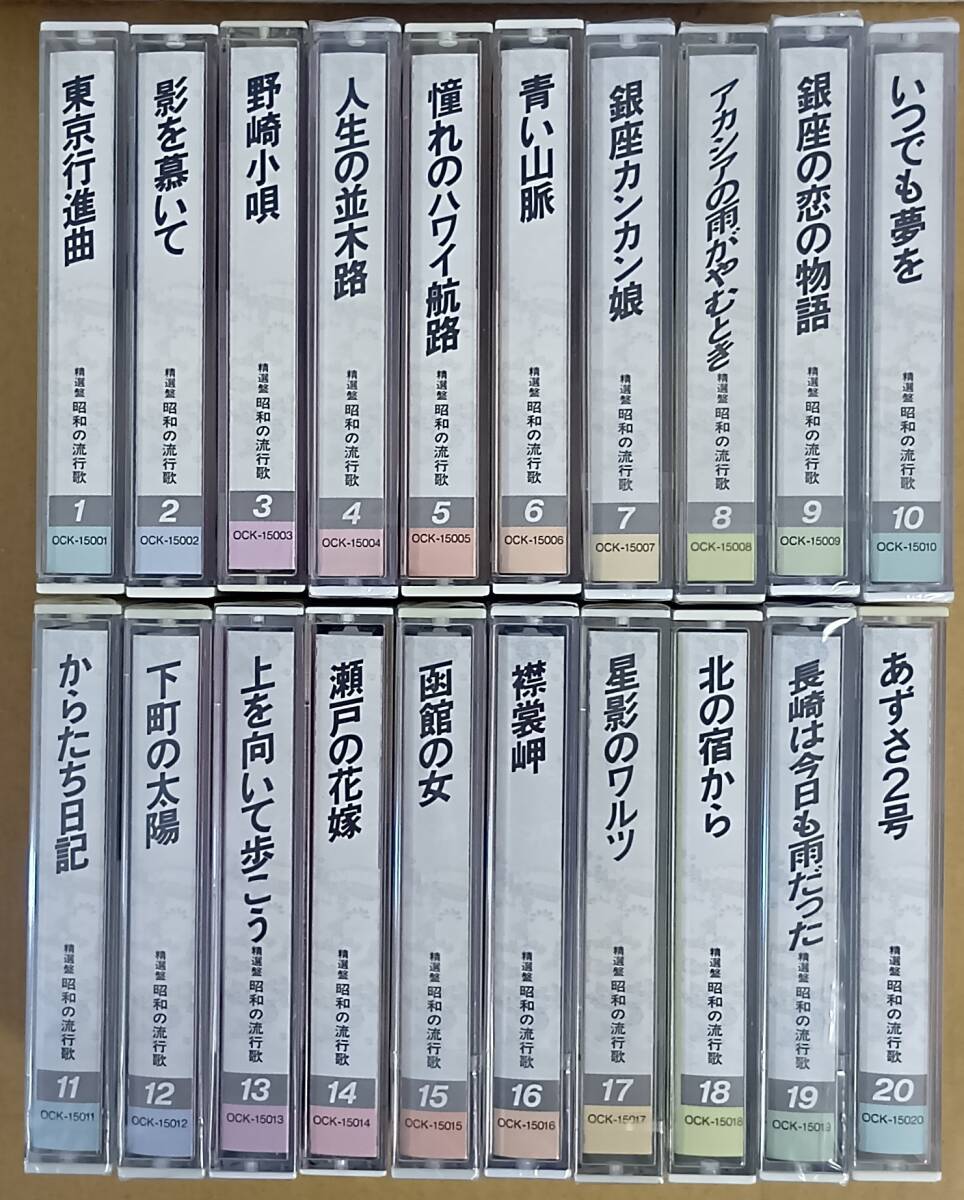 東京行進曲
精選盤 昭和の流行歌
1
OCK-15001
影を慕いて
精選盤 昭和の流行歌
2
OCK-15002
野崎小唄
精選盤 昭和の流行歌
3
OCK-15003
人生の並木路
精選盤 昭和の流行歌
4
OCK-15004
憧れのハワイ航路
精選盤 昭和の流行歌
5
OCK-15005
青い山脈
精選盤 昭和の流行歌
6
OCK-15006
銀座カンカン娘
精選盤 昭和の流行歌
7
OCK-15007
アカシアの雨がやむとき
精選盤 昭和の流行歌
8
OCK-15008
銀座の恋の物語
精選盤 昭和の流行歌
9
OCK-15009
いつでも夢を
精選盤 昭和の流行歌
10
OCK-15010
からたち日記
精選盤 昭和の流行歌
11
OCK-15011
下町の太陽
精選盤 昭和の流行歌
12
OCK-15012
上を向いて歩こう
精選盤 昭和の流行歌
13
OCK-15013
瀬戸の花嫁
精選盤 昭和の流行歌
14
OCK-15014
函館の女
精選盤 昭和の流行歌
15
OCK-15015
襟裳岬
精選盤 昭和の流行歌
16
OCK-15016
星影のワルツ
精選盤 昭和の流行歌
17
OCK-15017
北の宿から
精選盤 昭和の流行歌
18
OCK-15018
長崎は今日も雨だった
精選盤 昭和の流行歌
19
OCK-15019
あずさ2号
精選盤 昭和の流行歌
20
OCK-15020